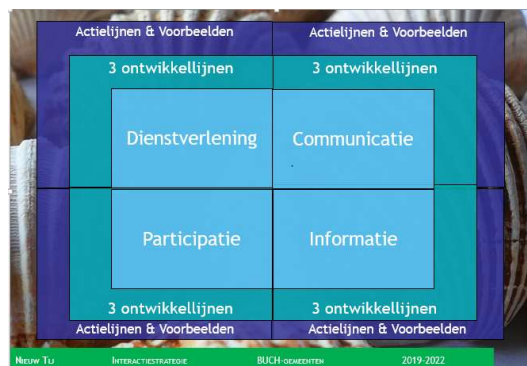 Actielijnen & Voorbeelden Actielijnen & Voorbeelden
3 ontwikkellijnen 3 ontwikkellijnen
Dienstverlening Communicatie
Participatie Informatie
3 ontwikkellijnen 3 ontwikkellijnen
Actielijnen & Voorbeelden Actielijnen & Voorbeelden
NIEUW TIJ INTERACTIESTRATEGIE BUCH-GEMEENTEN 2019-2022